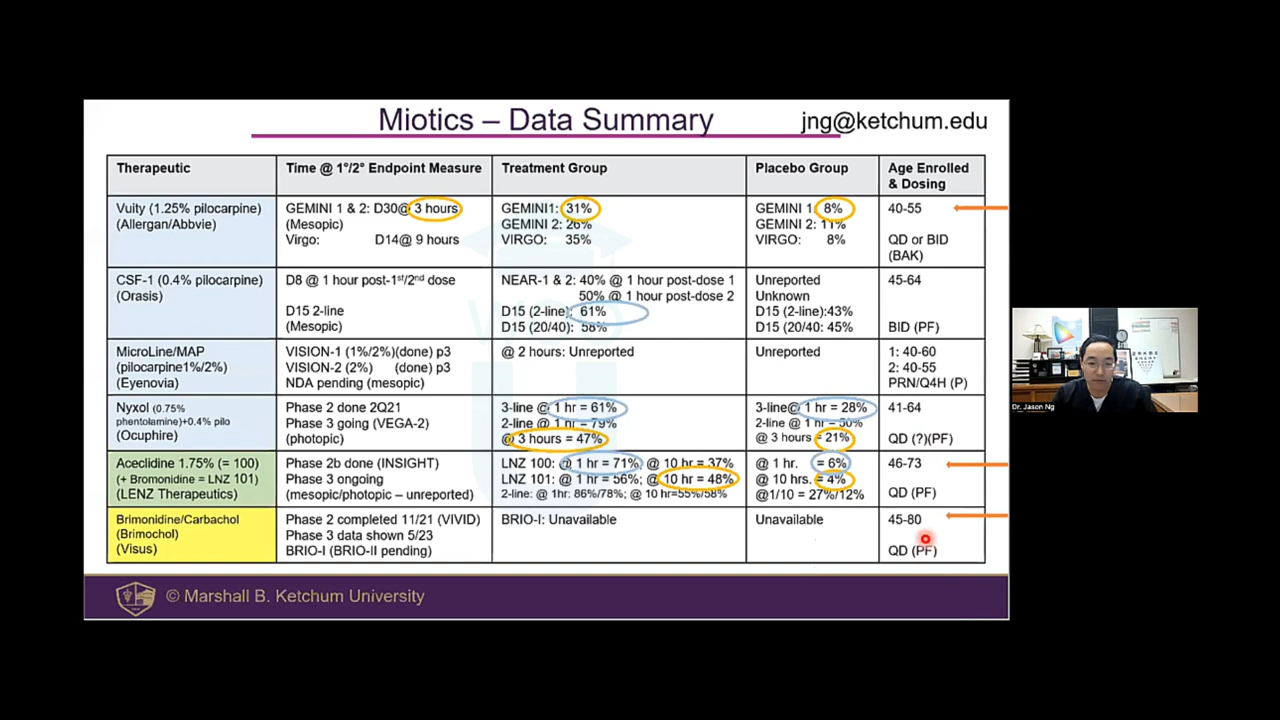 Miotics – Data Summary
jng@ketchum.edu
Therapeutic
Time @ 1°/2° Endpoint Measure
Treatment Group
Placebo Group
Age Enrolled
& Dosing
Vuity (1.25% pilocarpine)
(Allergan/Abbvie)
GEMINI 1 & 2: D30@ 3 hours
(Mesopic)
Virgo: D14@ 9 hours
GEMINI1: 31%
GEMINI 2: 26%
VIRGO: 35%
GEMINI 1: 8%
GEMINI 2: 11%
VIRGO: 8%
40-55
QD or BID
(BAK)
CSF-1 (0.4% pilocarpine)
(Orasis)
D8 @ 1 hour post-1st/2nd dose
D15 2-line
(Mesopic)
NEAR-1 & 2: 40% @ 1 hour post-dose 1
50% @ 1 hour post-dose 2
D15 (2-line): 61%
D15 (20/40): 58%
Unreported
Unknown
D15 (2-line):43%
D15 (20/40): 45%
45-64
BID (PF)
MicroLine/MAP
(pilocarpine1%/2%)
(Eyenovia)
VISION-1 (1%/2%)(done) p3
VISION-2 (2%) (done) p3
NDA pending (mesopic)
@ 2 hours: Unreported
Unreported
1: 40-60
2: 40-55
PRN/Q4H (P)
Nyxol (0.75%
phentolamine)+0.4% pilo
(Ocuphire)
Phase 2 done 2Q21
Phase 3 going (VEGA-2)
(photopic)
3-line @ 1 hr = 61%
2-line @ 1hr = 79%
@ 3 hours = 47%
3-line@ 1 hr = 28%
2-line @ 1 hr = 50%
@ 3 hours = 21%
41-64
QD (?)(PF)
Aceclidine 1.75% (= 100)
(+ Bromonidine = LNZ 101)
(LENZ Therapeutics)
Phase 2b done (INSIGHT)
Phase 3 ongoing
(mesopic/photopic – unreported)
LNZ 100: @ 1 hr = 71% @ 10 hr = 37%
LNZ 101: @ 1 hr = 56%; @ 10 hr = 48%
2-line: @ 1hr: 86%/78%; @ 10 hr=55%/58%
@ 1 hr. = 6%
@ 10 hrs. = 4%
@1/10 = 27%/12%
46-73
QD (PF)
Brimonidine/Carbachol
(Brimochol)
(Visus)
Phase 2 completed 11/21 (VIVID)
Phase 3 data shown 5/23
BRIO-I (BRIO-II pending)
BRIO-I: Unavailable
Unavailable
45-80
QD (PF)
© Marshall B. Ketchum University
Dr. Jason Ng